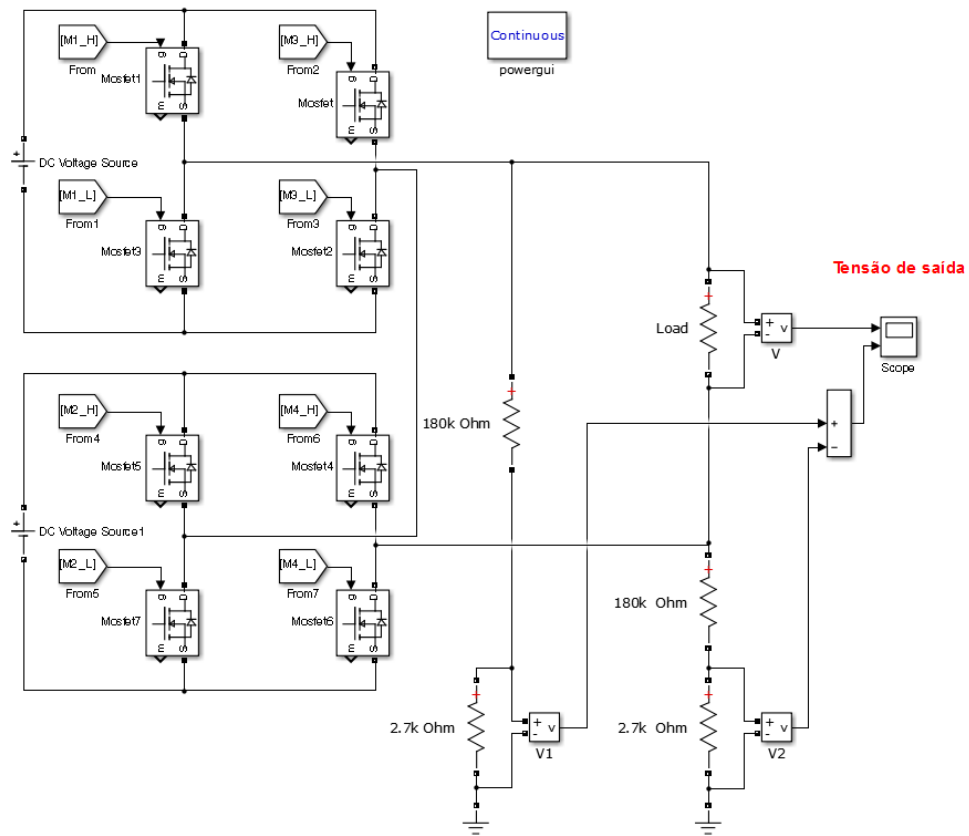 [M1_H]
From
g
D
Mosfet1
m
S
[M3_H]
From2
g
D
Mosfet
m
S
Continuous
powergui
+
DC Voltage Source
[M1_L]
From1
g
D
Mosfet3
m
S
[M3_L]
From3
g
D
Mosfet2
m
S
Tensão de saída
+
Load
+
-
v
V
Scope
[M2_H]
From4
g
D
Mosfet5
m
S
[M4_H]
From6
g
D
Mosfet4
m
S
+
180k Ohm
+
-
+
DC Voltage Source1
[M2_L]
From5
g
D
Mosfet7
m
S
[M4_L]
From7
g
D
Mosfet6
m
S
+
180k Ohm
+
2.7k Ohm
+
-
v
V1
+
2.7k Ohm
+
-
v
V2